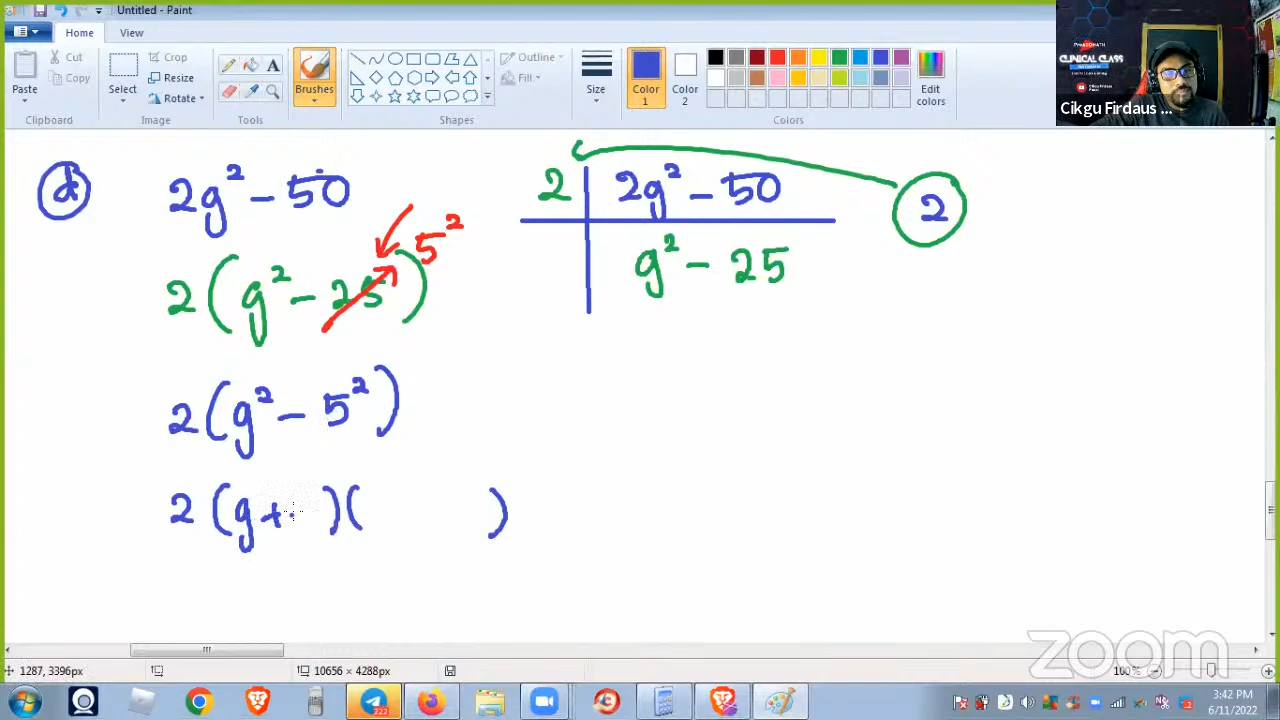 Untitled - Paint
Home
View
Paste
Cut
Copy
Clipboard
Select
Crop
Resize
Rotate
Image
Tools
Brushes
Shapes
Outline
Fill
Size
Color 1
Color 2
Edit colors
Colors
CLINICAL CLASS
Cikgu Firdaus ...
d
2g² - 50
2(g² - 25) 5²
2(g² - 5²)
2(g+ )( )
2 | 2g² - 50
g² - 25
2
zoom
1287, 3396px
10656 × 4288px
100%
222
3:42 PM
6/11/2022